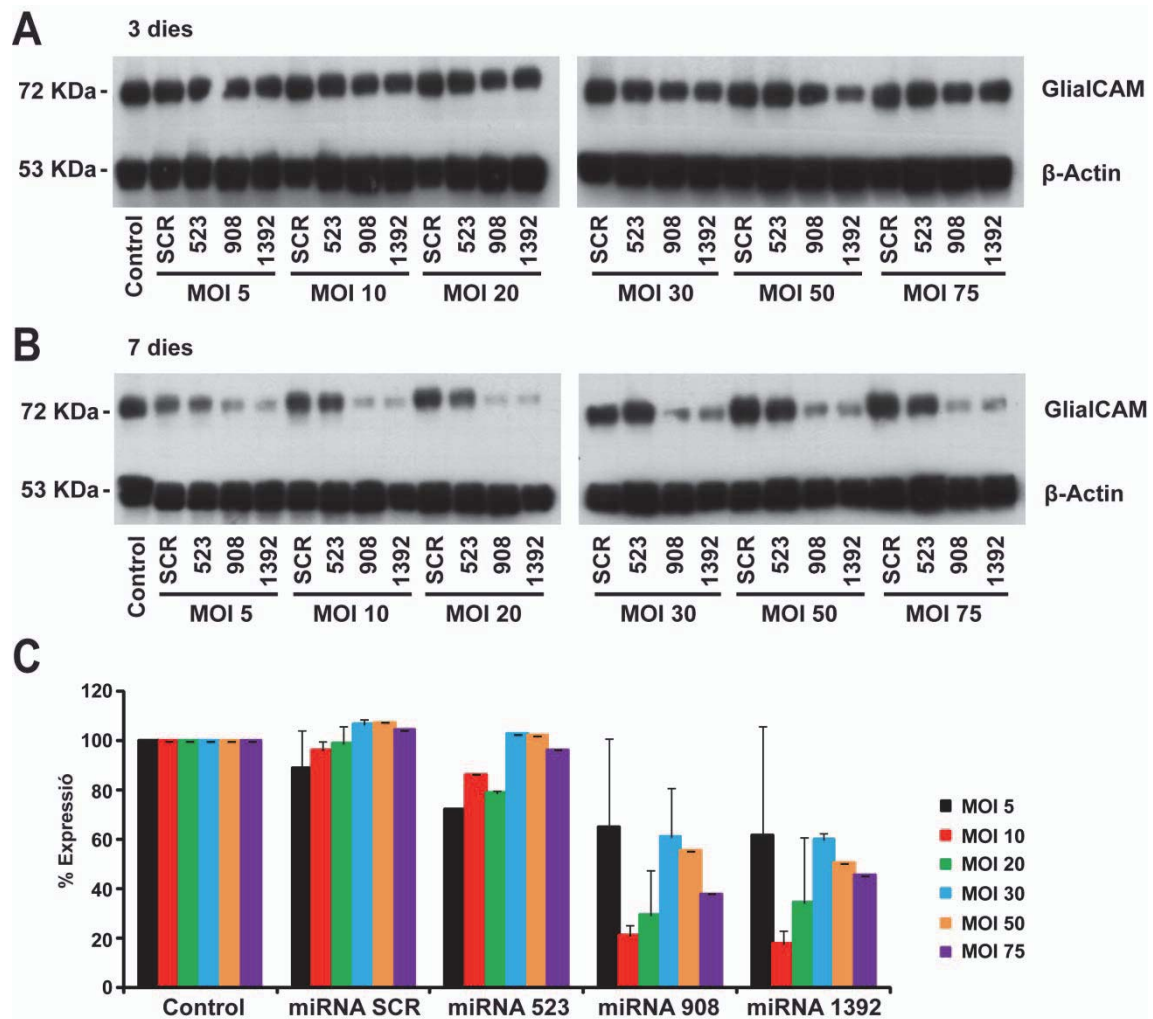 A
3 dies
72 KDa-
GlialCAM
53 KDa-
β-Actin
Control SCR 523 908 1392 SCR 523 908 1392 SCR 523 908 1392 SCR 523 908 1392 SCR 523 908 1392 SCR 523 908 1392
MOI 5 MOI 10 MOI 20 MOI 30 MOI 50 MOI 75
B
7 dies
72 KDa-
GlialCAM
53 KDa-
β-Actin
Control SCR 523 908 1392 SCR 523 908 1392 SCR 523 908 1392 SCR 523 908 1392 SCR 523 908 1392 SCR 523 908 1392
MOI 5 MOI 10 MOI 20 MOI 30 MOI 50 MOI 75
C
% Expressió
120
100
80
60
40
20
0
Control miRNA SCR miRNA 523 miRNA 908 miRNA 1392
MOI 5
MOI 10
MOI 20
MOI 30
MOI 50
MOI 75